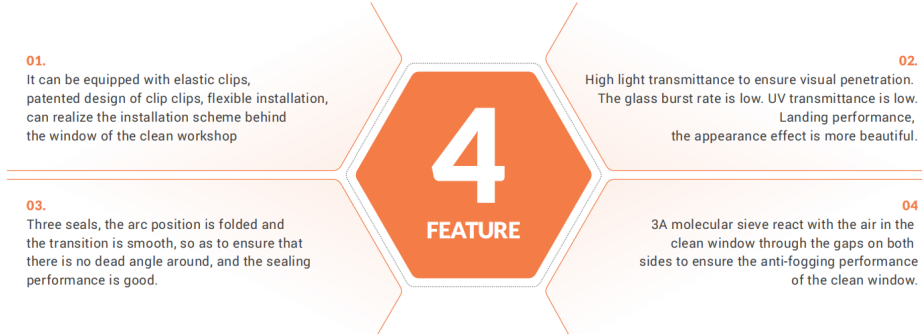 01.
It can be equipped with elastic clips,
patented design of clip clips, flexible installation,
can realize the installation scheme behind
the window of the clean workshop
02.
High light transmittance to ensure visual penetration.
The glass burst rate is low. UV transmittance is low.
Landing performance,
the appearance effect is more beautiful.
4
FEATURE
03.
Three seals, the arc position is folded and
the transition is smooth, so as to ensure that
there is no dead angle around, and the sealing
performance is good.
04
3A molecular sieve react with the air in the
clean window through the gaps on both
sides to ensure the anti-fogging performance
of the clean window.